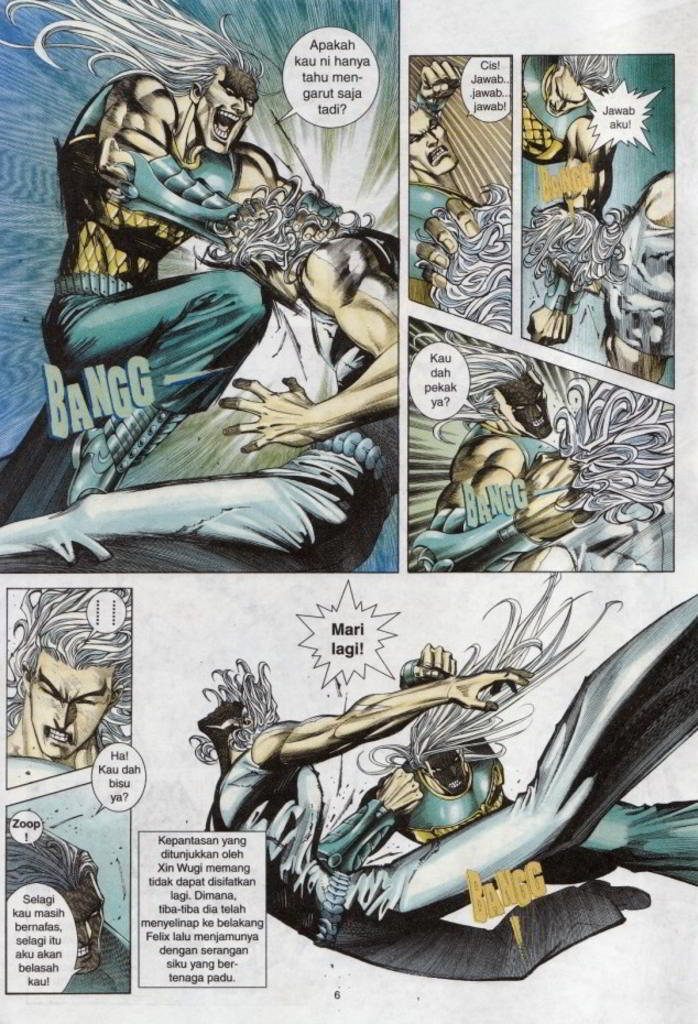 Apakah
kau ni hanya
tahu men-
garut saja
tadi?
BANGG
Cis!
Jawab..
.jawab...
jawab!
Jawab
aku!
BANGG
Kau
dah
pekak
ya?
BANGG
!!
Ha!
Kau dah
bisu
ya?
Zoop
!
Selagi
kau masih
bernafas,
selagi itu
aku akan
belasah
kau!
Mari
lagi!
BANGG
!
Kepantasan yang
ditunjukkan oleh
Xin Wugi memang
tidak dapat disifatkan
lagi. Dimana,
tiba-tiba dia telah
menyelinap ke belakang
Felix lalu menjamunya
dengan serangan
siku yang ber-
tenaga padu.
6